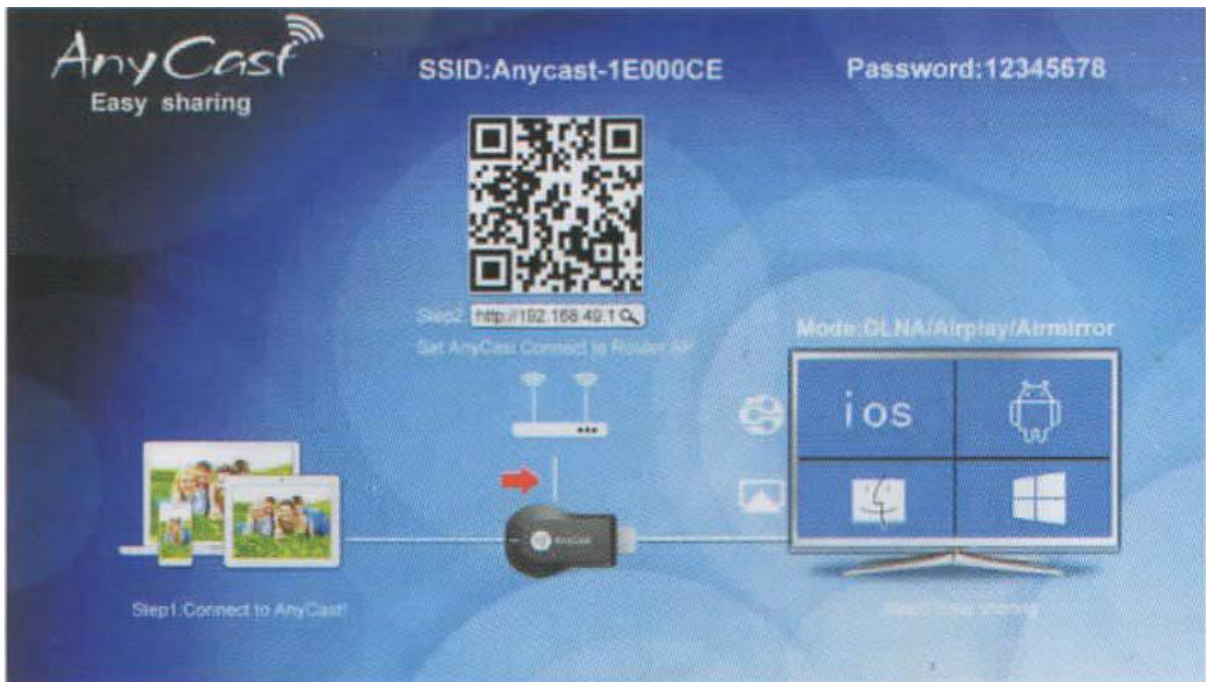 AnyCast
Easy sharing
SSID:Anycast-1E000CE
Password:12345678
Step2: http://192.168.49.1
Set AnyCast Connect to Router AP
Mode:DLNA/Airplay/Airmirror
ios
AnyCast
Step1:Connect to AnyCast!
sharing